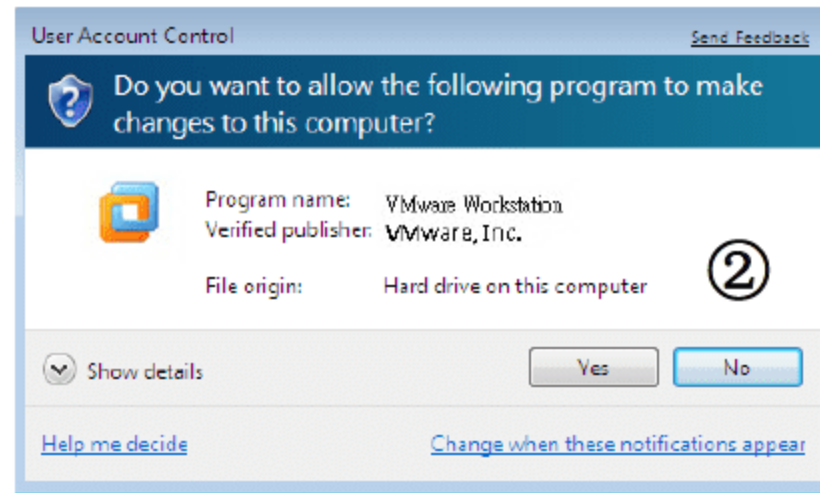 User Account Control
Send Feedback
Do you want to allow the following program to make
changes to this computer?
Program name: VMware Workstation
Verified publisher: VMware, Inc.
File origin: Hard drive on this computer
②
Show details
Yes
No
Help me decide
Change when these notifications appear